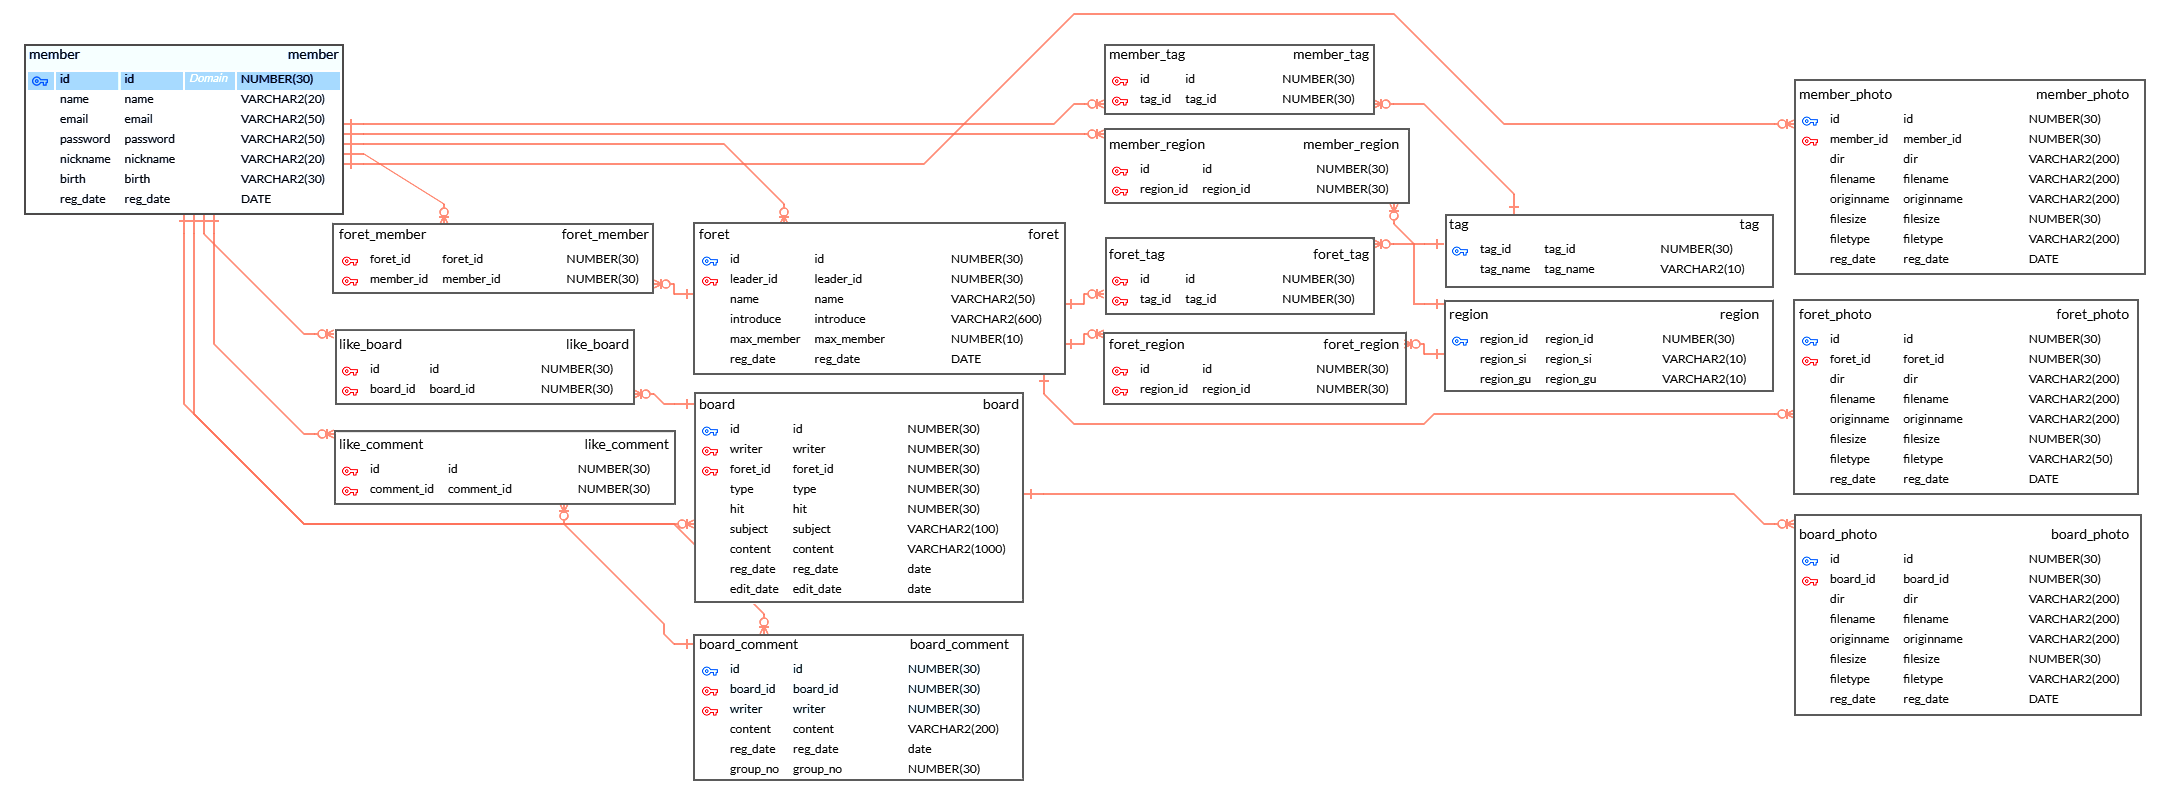 member member
id id Domain NUMBER(30)
name name VARCHAR2(20)
email email VARCHAR2(50)
password password VARCHAR2(50)
nickname nickname VARCHAR2(20)
birth birth VARCHAR2(30)
reg_date reg_date DATE
foret_member foret_member
foret_id foret_id NUMBER(30)
member_id member_id NUMBER(30)
like_board like_board
id id NUMBER(30)
board_id board_id NUMBER(30)
like_comment like_comment
id id NUMBER(30)
comment_id comment_id NUMBER(30)
foret foret
id id NUMBER(30)
leader_id leader_id NUMBER(30)
name name VARCHAR2(50)
introduce introduce VARCHAR2(600)
max_member max_member NUMBER(10)
reg_date reg_date DATE
board board
id id NUMBER(30)
writer writer NUMBER(30)
foret_id foret_id NUMBER(30)
type type NUMBER(30)
hit hit NUMBER(30)
subject subject VARCHAR2(100)
content content VARCHAR2(1000)
reg_date reg_date date
edit_date edit_date date
board_comment board_comment
id id NUMBER(30)
board_id board_id NUMBER(30)
writer writer NUMBER(30)
content content VARCHAR2(200)
reg_date reg_date date
group_no group_no NUMBER(30)
member_tag member_tag
id id NUMBER(30)
tag_id tag_id NUMBER(30)
member_region member_region
id id NUMBER(30)
region_id region_id NUMBER(30)
foret_tag foret_tag
id id NUMBER(30)
tag_id tag_id NUMBER(30)
foret_region foret_region
id id NUMBER(30)
region_id region_id NUMBER(30)
tag tag
tag_id tag_id NUMBER(30)
tag_name tag_name VARCHAR2(10)
region region
region_id region_id NUMBER(30)
region_si region_si VARCHAR2(10)
region_gu region_gu VARCHAR2(10)
member_photo member_photo
id id NUMBER(30)
member_id member_id NUMBER(30)
dir dir VARCHAR2(200)
filename filename VARCHAR2(200)
originname originname VARCHAR2(200)
filesize filesize NUMBER(30)
filetype filetype VARCHAR2(200)
reg_date reg_date DATE
foret_photo foret_photo
id id NUMBER(30)
foret_id foret_id NUMBER(30)
dir dir VARCHAR2(200)
filename filename VARCHAR2(200)
originname originname VARCHAR2(200)
filesize filesize NUMBER(30)
filetype filetype VARCHAR2(50)
reg_date reg_date DATE
board_photo board_photo
id id NUMBER(30)
board_id board_id NUMBER(30)
dir dir VARCHAR2(200)
filename filename VARCHAR2(200)
originname originname VARCHAR2(200)
filesize filesize NUMBER(30)
filetype filetype VARCHAR2(200)
reg_date reg_date DATE